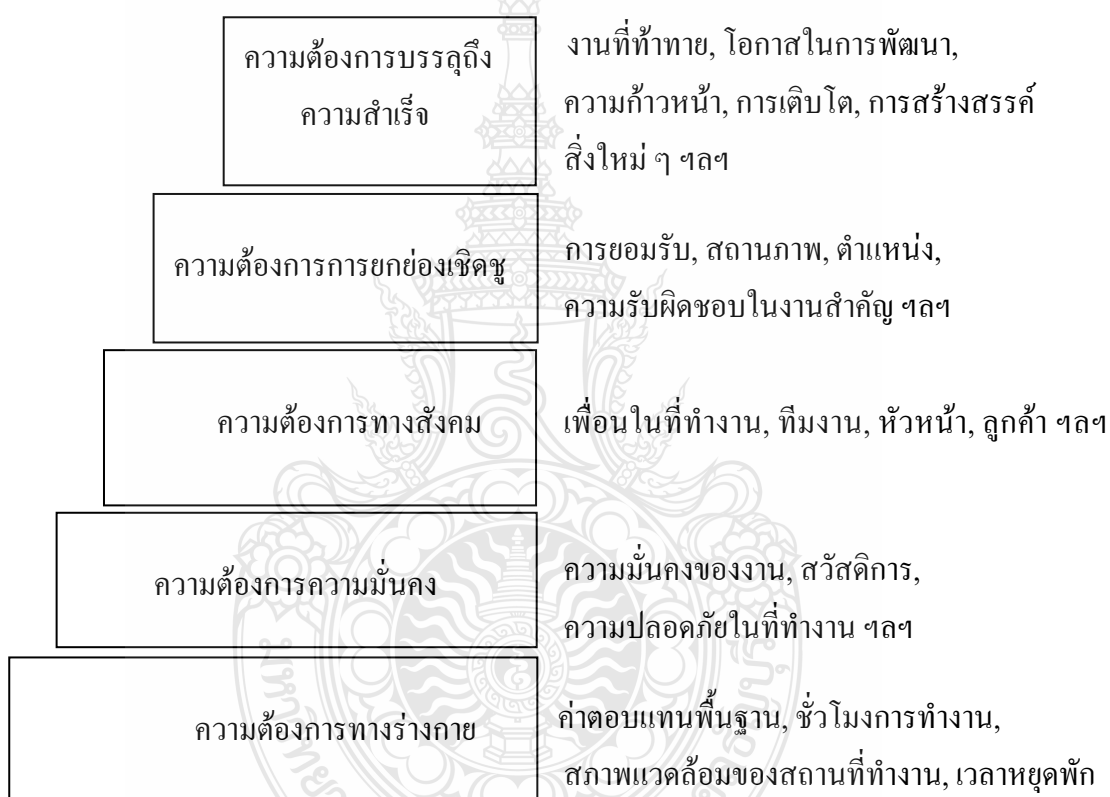 ความต้องการบรรลุถึง
ความสำเร็จ
งานที่ท้าทาย, โอกาสในการพัฒนา,
ความก้าวหน้า, การเติบโต, การสร้างสรรค์
สิ่งใหม่ ๆ ฯลฯ
ความต้องการการยกย่องเชิดชู
การยอมรับ, สถานภาพ, ตำแหน่ง,
ความรับผิดชอบในงานสำคัญ ฯลฯ
ความต้องการทางสังคม
เพื่อนในที่ทำงาน, ทีมงาน, หัวหน้า, ลูกค้า ฯลฯ
ความต้องการความมั่นคง
ความมั่นคงของงาน, สวัสดิการ,
ความปลอดภัยในที่ทำงาน ฯลฯ
ความต้องการทางร่างกาย
ค่าตอบแทนพื้นฐาน, ชั่วโมงการทำงาน,
สภาพแวดล้อมของสถานที่ทำงาน, เวลาหยุดพัก